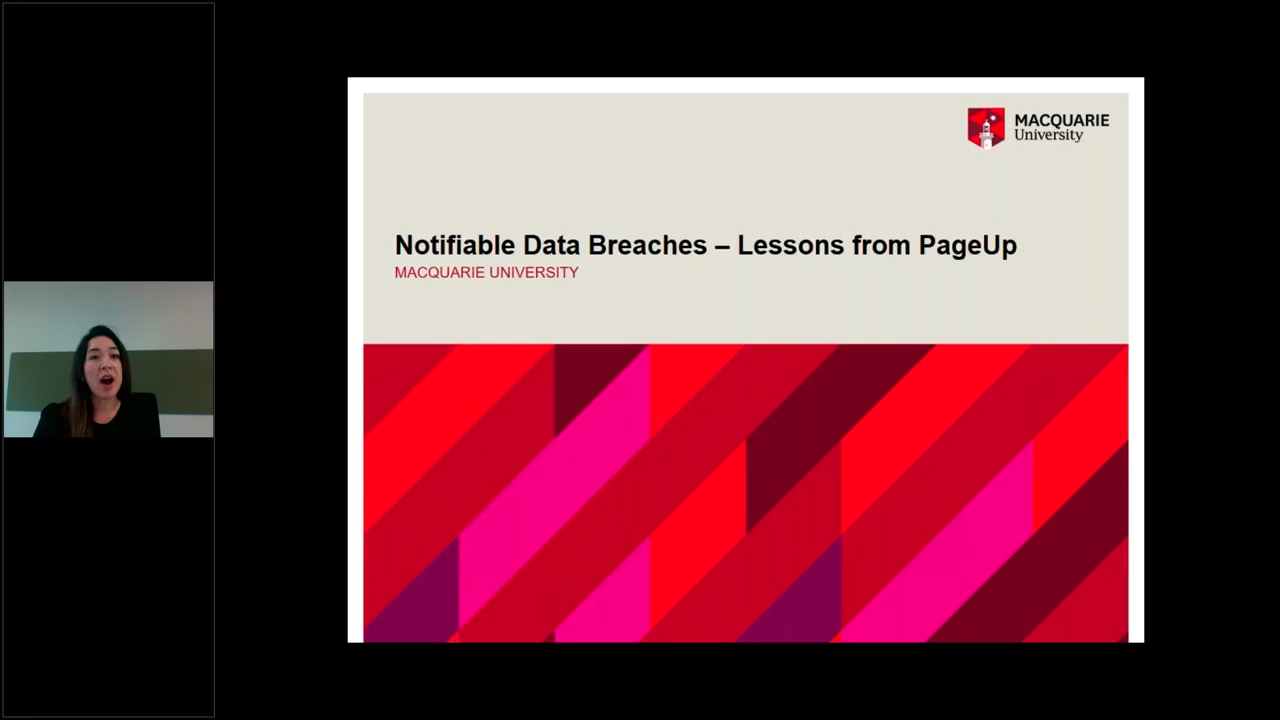 MACQUARIE
University
Notifiable Data Breaches – Lessons from PageUp
MACQUARIE UNIVERSITY